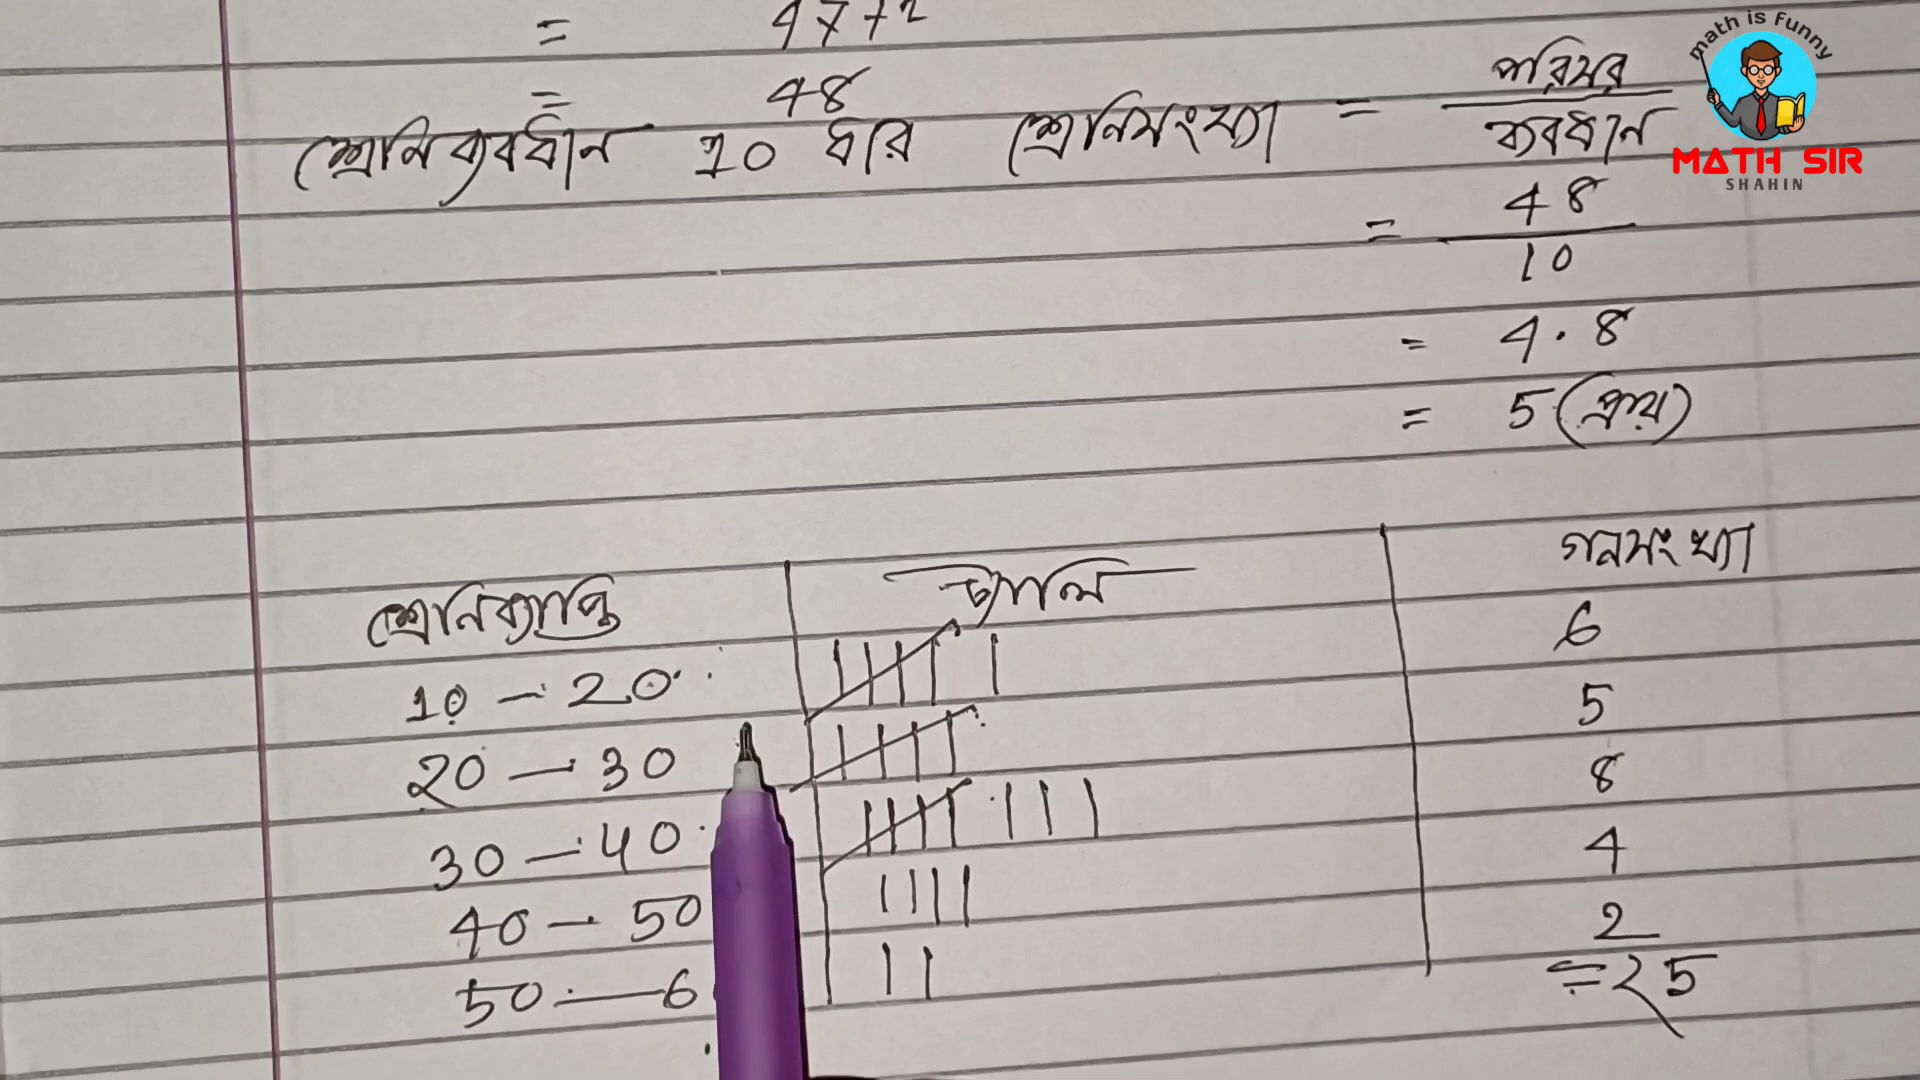 = 47+1
= 48
math is Funny
MATH SIR
SHAHIN
শ্রেনিব্যবধান 10 ধরি শ্রেনিসংখ্যা = পরিসর / ব্যবধান
= 48 / 10
= 4.8
= 5 (প্রায়)
শ্রেনিব্যাপ্তি ট্যালি গনসংখ্যা
10 – 20 6
20 – 30 5
30 – 40 8
40 – 50 4
50 – 6 2
= 25